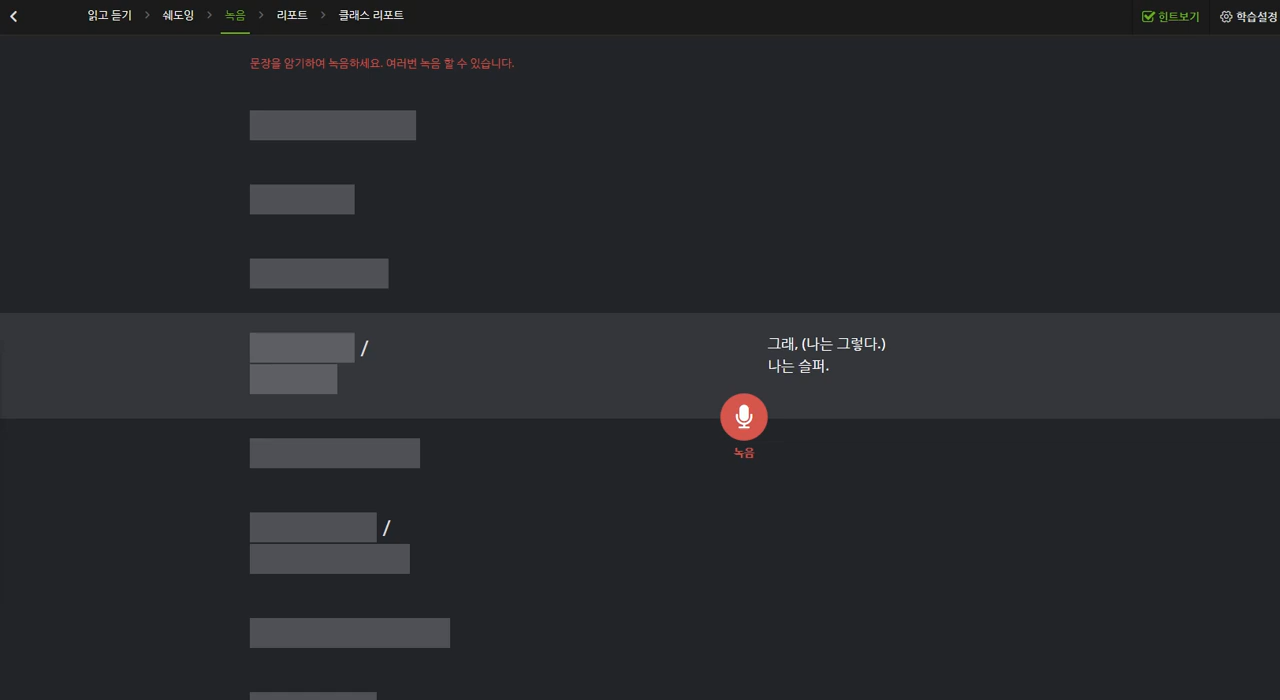 읽고 듣기 > 쉐도잉 > 녹음 > 리포트 > 클래스 리포트
힌트보기 학습설정
문장을 암기하여 녹음하세요. 여러번 녹음 할 수 있습니다.
/
그래, (나는 그렇다.)
나는 슬퍼.
녹음
/